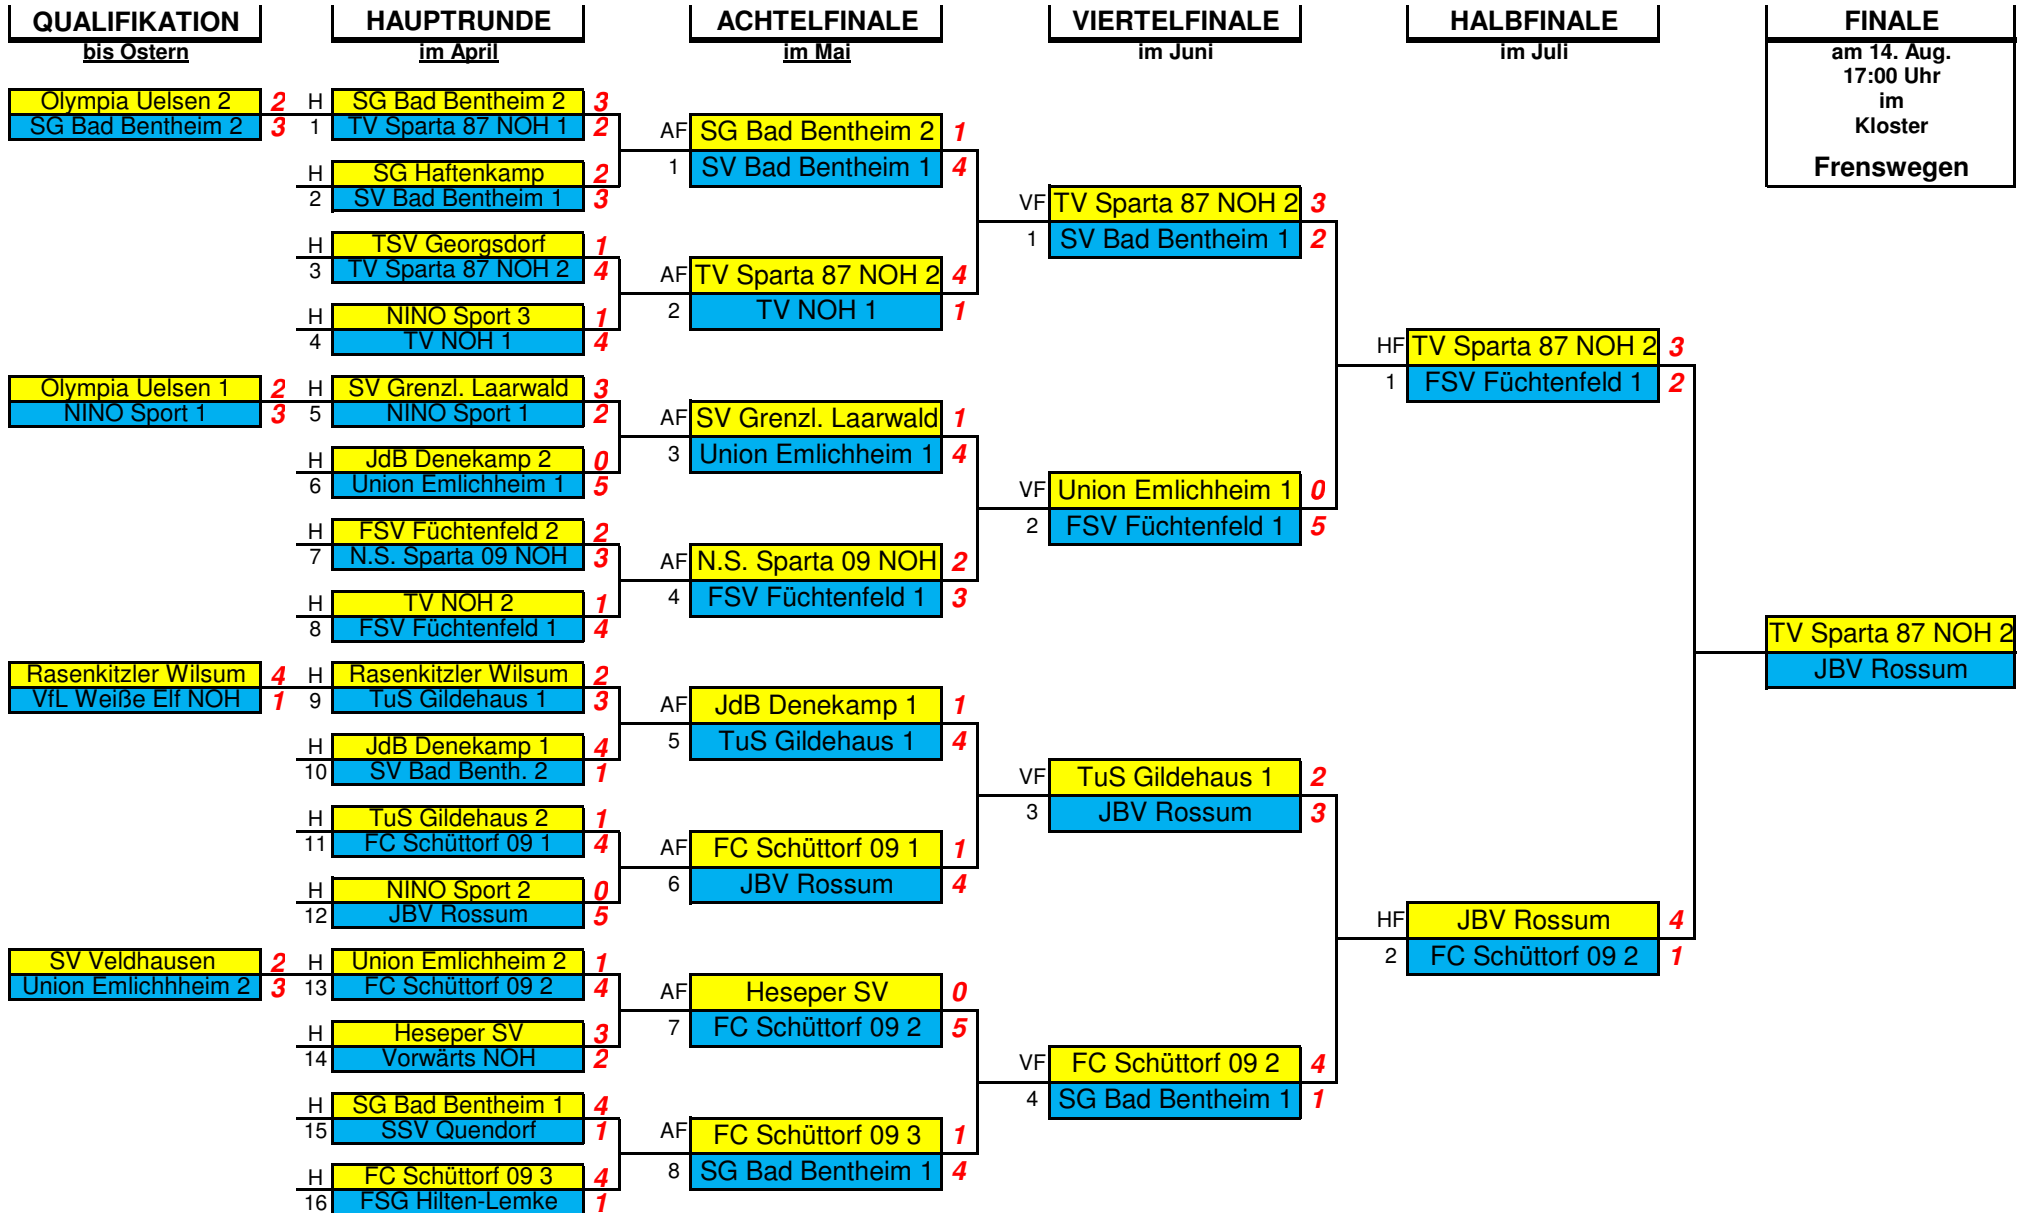 QUALIFIKATION
bis Ostern
Olympia Uelsen 2 2
SG Bad Bentheim 2 3
Olympia Uelsen 1 2
NINO Sport 1 3
Rasenkitzler Wilsum 4
VfL Weiße Elf NOH 1
SV Veldhausen 2
Union Emlichhheim 2 3
HAUPTRUNDE
im April
H SG Bad Bentheim 2 3
1 TV Sparta 87 NOH 1 2
H SG Haftenkamp 2
2 SV Bad Bentheim 1 3
H TSV Georgsdorf 1
3 TV Sparta 87 NOH 2 4
H NINO Sport 3 1
4 TV NOH 1 4
H SV Grenzl. Laarwald 3
5 NINO Sport 1 2
H JdB Denekamp 2 0
6 Union Emlichheim 1 5
H FSV Füchtenfeld 2 2
7 N.S. Sparta 09 NOH 3
H TV NOH 2 1
8 FSV Füchtenfeld 1 4
H Rasenkitzler Wilsum 2
9 TuS Gildehaus 1 3
H JdB Denekamp 1 4
10 SV Bad Benth. 2 1
H TuS Gildehaus 2 1
11 FC Schüttorf 09 1 4
H NINO Sport 2 0
12 JBV Rossum 5
H Union Emlichheim 2 1
13 FC Schüttorf 09 2 4
H Heseper SV 3
14 Vorwärts NOH 2
H SG Bad Bentheim 1 4
15 SSV Quendorf 1
H FC Schüttorf 09 3 4
16 FSG Hilten-Lemke 1
ACHTELFINALE
im Mai
AF SG Bad Bentheim 2 1
1 SV Bad Bentheim 1 4
AF TV Sparta 87 NOH 2 4
2 TV NOH 1 1
AF SV Grenzl. Laarwald 1
3 Union Emlichheim 1 4
AF N.S. Sparta 09 NOH 2
4 FSV Füchtenfeld 1 3
AF JdB Denekamp 1 1
5 TuS Gildehaus 1 4
AF FC Schüttorf 09 1 1
6 JBV Rossum 4
AF Heseper SV 0
7 FC Schüttorf 09 2 5
AF FC Schüttorf 09 3 1
8 SG Bad Bentheim 1 4
VIERTELFINALE
im Juni
VF TV Sparta 87 NOH 2 3
1 SV Bad Bentheim 1 2
VF Union Emlichheim 1 0
2 FSV Füchtenfeld 1 5
VF TuS Gildehaus 1 2
3 JBV Rossum 3
VF FC Schüttorf 09 2 4
4 SG Bad Bentheim 1 1
HALBFINALE
im Juli
HF TV Sparta 87 NOH 2 3
1 FSV Füchtenfeld 1 2
HF JBV Rossum 4
2 FC Schüttorf 09 2 1
FINALE
am 14. Aug.
17:00 Uhr
im
Kloster
Frenswegen
TV Sparta 87 NOH 2
JBV Rossum